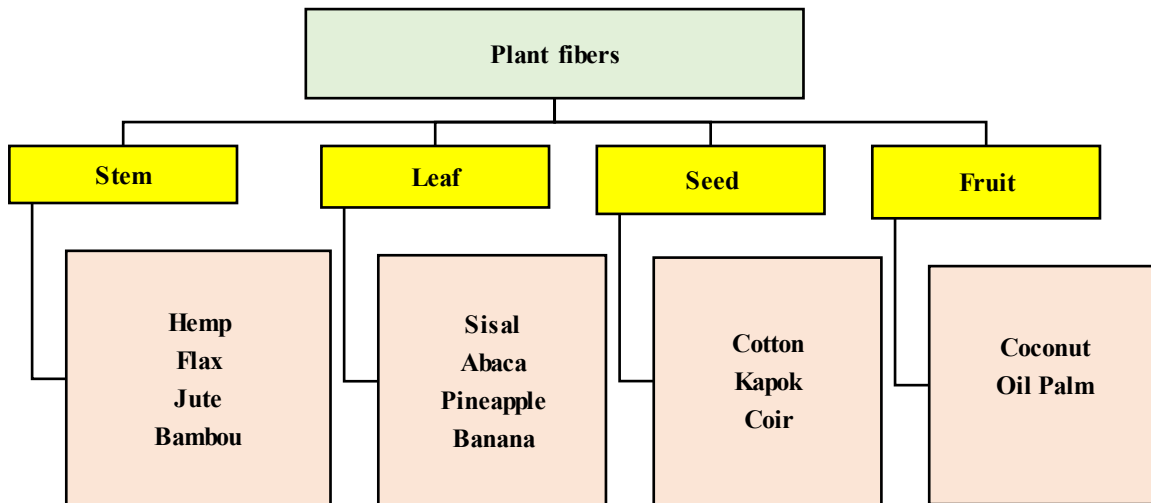 Plant fibers
Stem
Leaf
Seed
Fruit
Hemp
Flax
Jute
Bambou
Sisal
Abaca
Pineapple
Banana
Cotton
Kapok
Coir
Coconut
Oil Palm